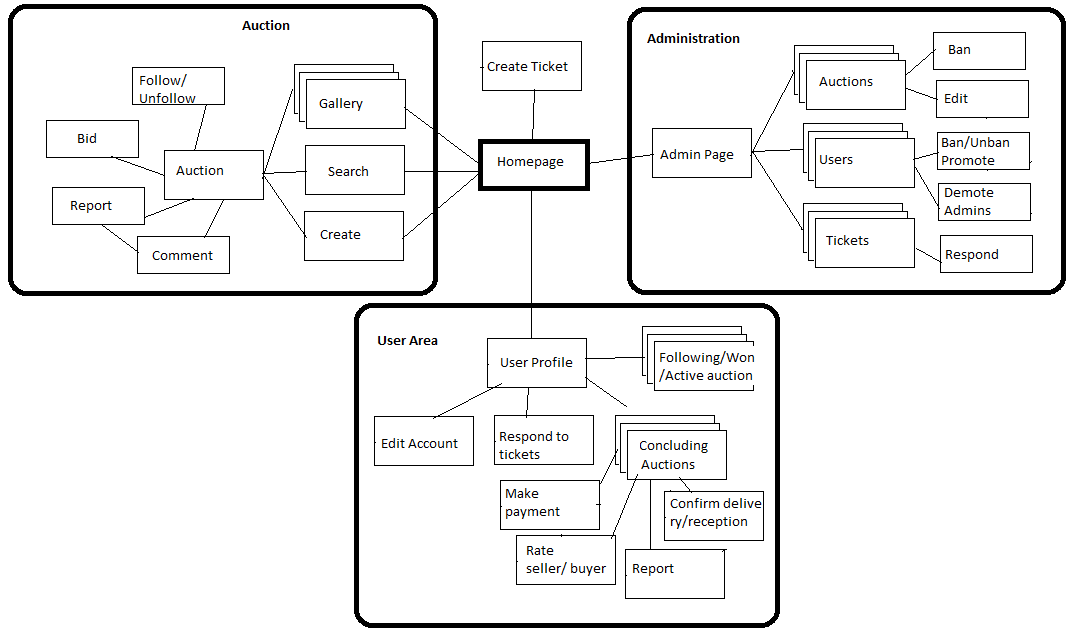 Auction
Follow/
Unfollow
Bid
Auction
Report
Comment
Gallery
Search
Create
Create Ticket
Homepage
Administration
Admin Page
Auctions
Users
Tickets
Ban
Edit
Ban/Unban
Promote
Demote
Admins
Respond
User Area
User Profile
Following/Won
/Active auction
Edit Account
Respond to
tickets
Concluding
Auctions
Make
payment
Confirm delive
ry/reception
Rate
seller/ buyer
Report